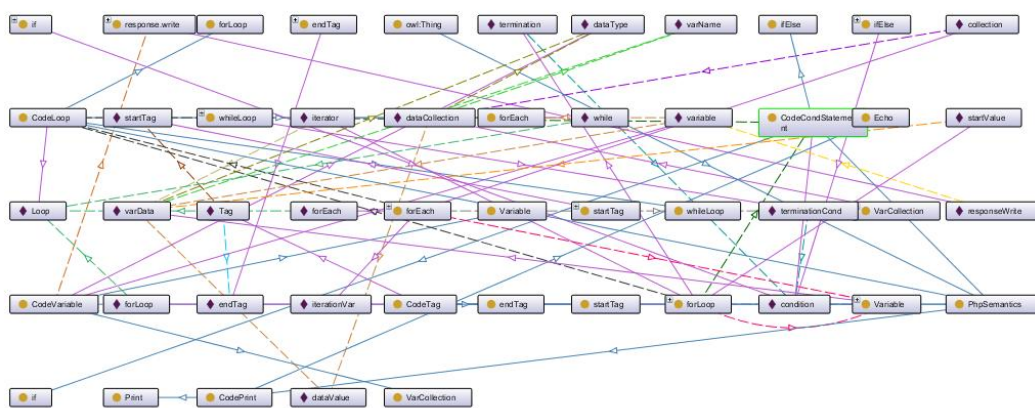 if
response.write
forLoop
endTag
owl:Thing
termination
dataType
varName
ifElse
ifElse
collection
CodeLoop
startTag
whileLoop
iterator
dataCollection
forEach
while
variable
CodeCondStateme
nt
Echo
startValue
Loop
varData
Tag
forEach
forEach
Variable
startTag
whileLoop
terminationCond
VarCollection
responseWrite
CodeVariable
forLoop
endTag
iterationVar
CodeTag
endTag
startTag
forLoop
condition
Variable
PhpSemantics
if
Print
CodePrint
dataValue
VarCollection